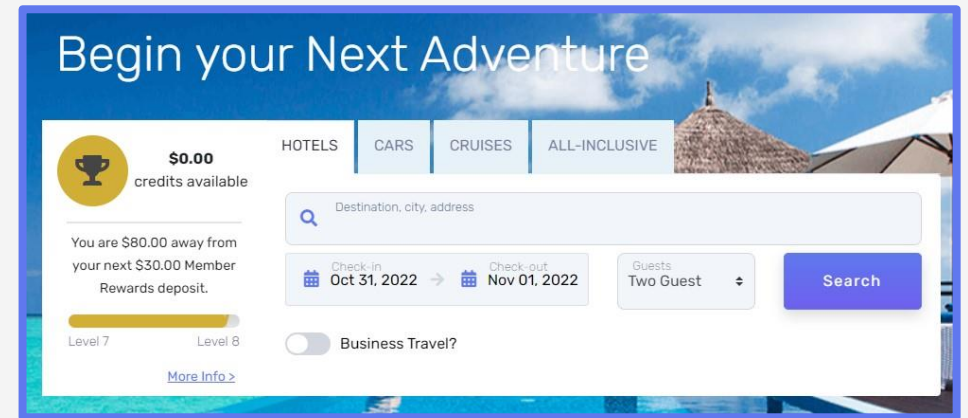 Begin your Next Adventure
$0.00
credits available
You are $80.00 away from
your next $30.00 Member
Rewards deposit.
Level 7 Level 8
More Info >
HOTELS CARS CRUISES ALL-INCLUSIVE
Destination, city, address
Check-in Check-out Guests
Oct 31, 2022 Nov 01, 2022 Two Guest Search
Business Travel?